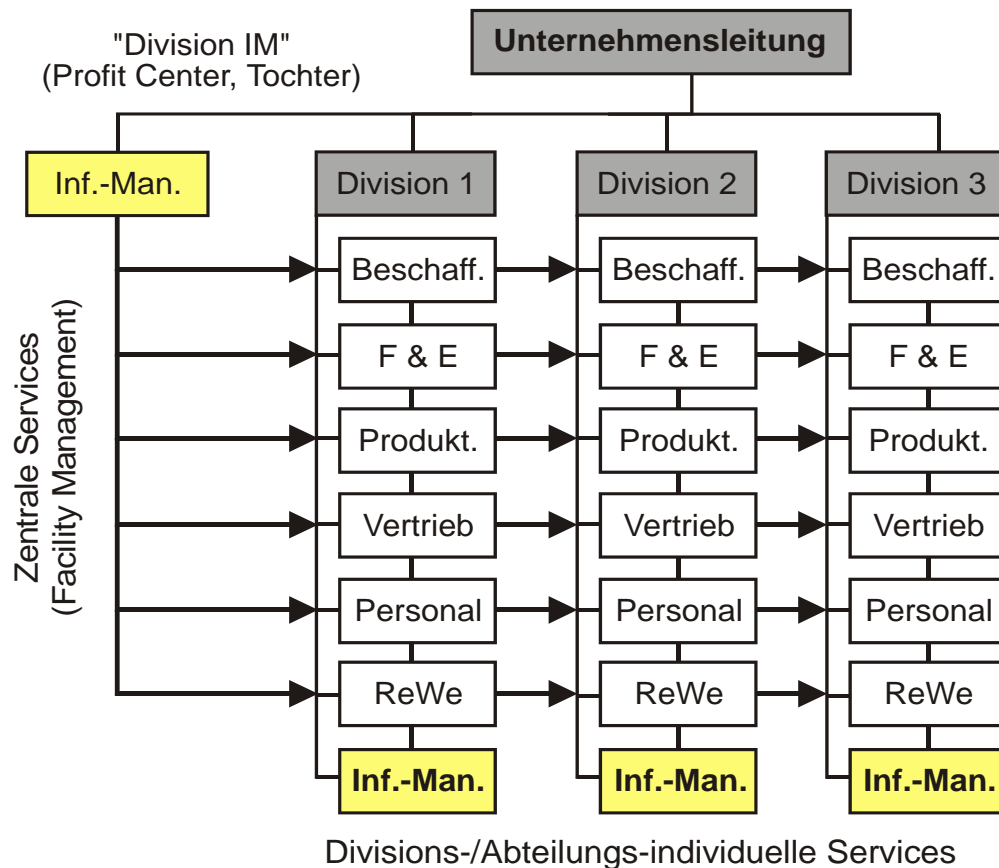 "Division IM"
(Profit Center, Tochter)
Unternehmensleitung
Inf.-Man.
Division 1
Division 2
Division 3
Zentrale Services
(Facility Management)
Beschaff.
Beschaff.
Beschaff.
F & E
F & E
F & E
Produkt.
Produkt.
Produkt.
Vertrieb
Vertrieb
Vertrieb
Personal
Personal
Personal
ReWe
ReWe
ReWe
Inf.-Man.
Inf.-Man.
Inf.-Man.
Divisions-/Abteilungs-individuelle Services